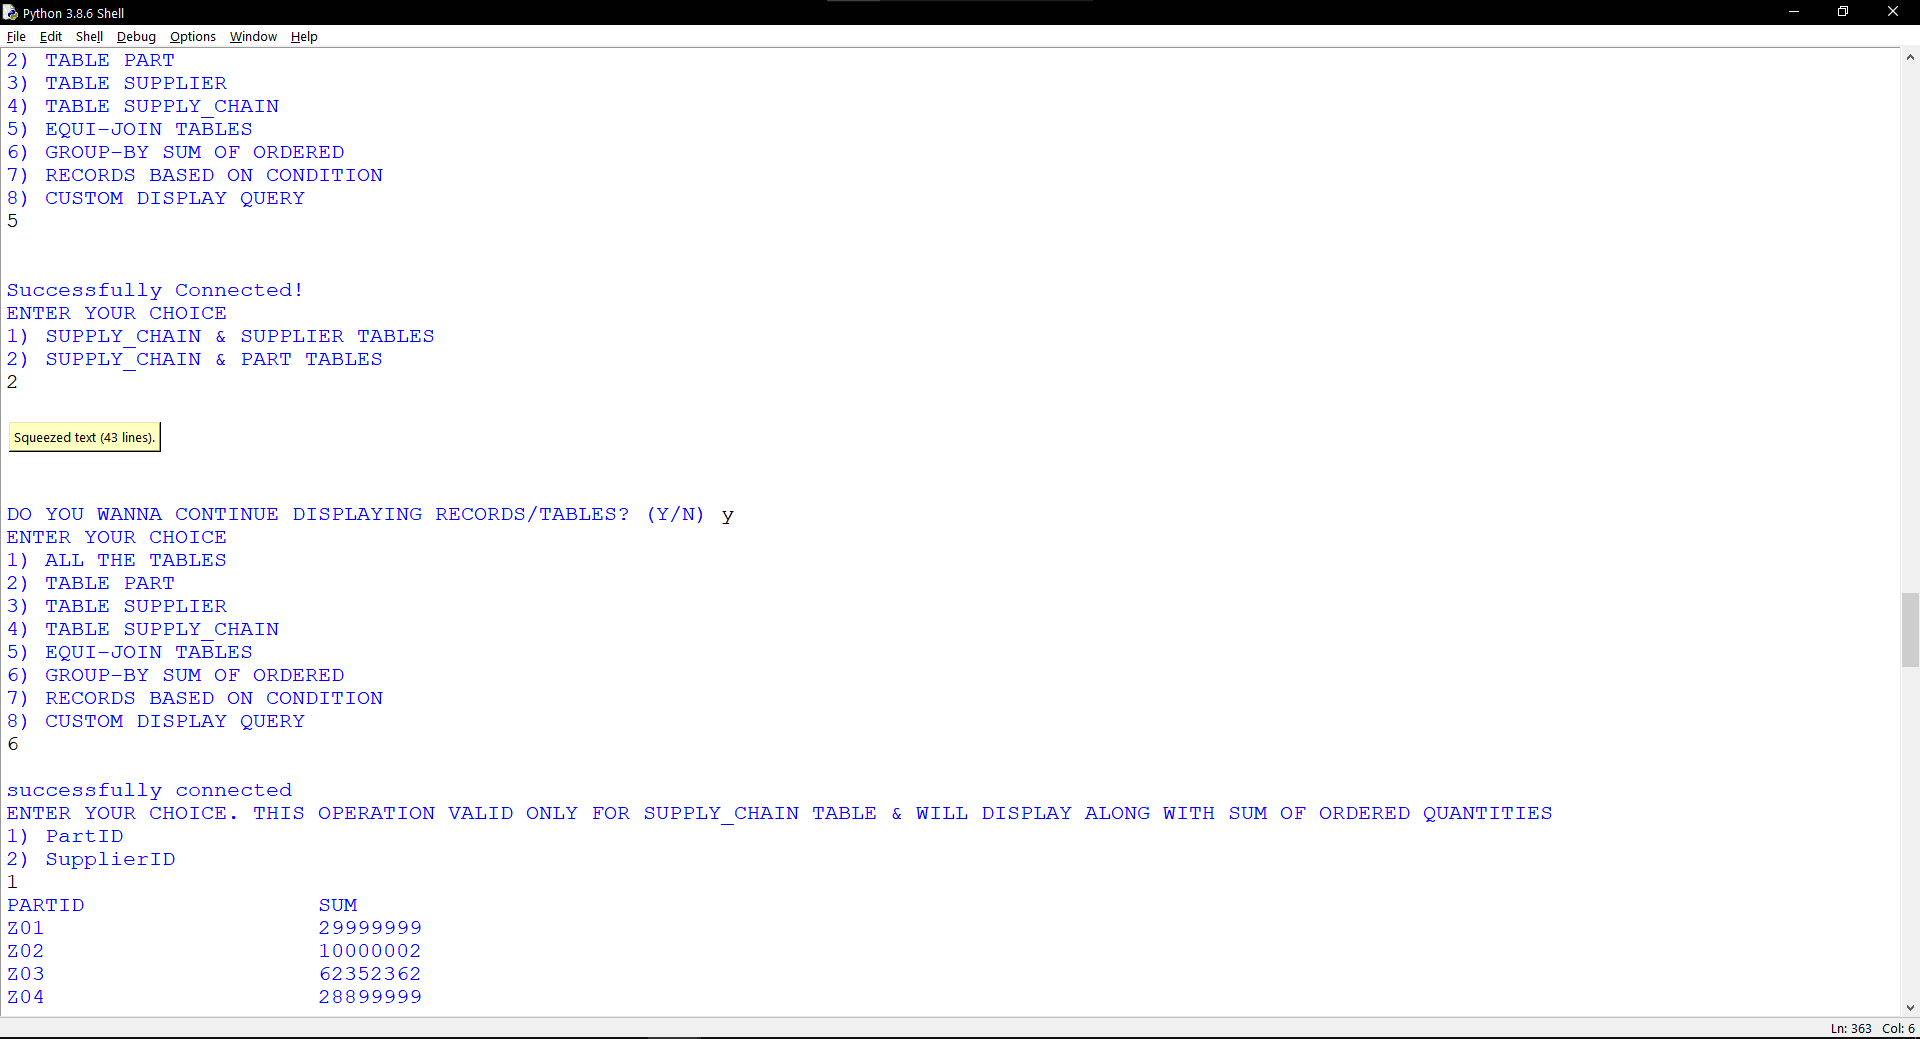 Python 3.8.6 Shell
File Edit Shell Debug Options Window Help
2) TABLE PART
3) TABLE SUPPLIER
4) TABLE SUPPLY_CHAIN
5) EQUI-JOIN TABLES
6) GROUP-BY SUM OF ORDERED
7) RECORDS BASED ON CONDITION
8) CUSTOM DISPLAY QUERY
5
Successfully Connected!
ENTER YOUR CHOICE
1) SUPPLY_CHAIN & SUPPLIER TABLES
2) SUPPLY_CHAIN & PART TABLES
2
Squeezed text (43 lines).
DO YOU WANNA CONTINUE DISPLAYING RECORDS/TABLES? (Y/N) y
ENTER YOUR CHOICE
1) ALL THE TABLES
2) TABLE PART
3) TABLE SUPPLIER
4) TABLE SUPPLY_CHAIN
5) EQUI-JOIN TABLES
6) GROUP-BY SUM OF ORDERED
7) RECORDS BASED ON CONDITION
8) CUSTOM DISPLAY QUERY
6
successfully connected
ENTER YOUR CHOICE. THIS OPERATION VALID ONLY FOR SUPPLY_CHAIN TABLE & WILL DISPLAY ALONG WITH SUM OF ORDERED QUANTITIES
1) PartID
2) SupplierID
1
PARTID SUM
Z01 29999999
Z02 10000002
Z03 62352362
Z04 28899999
Ln: 363 Col: 6